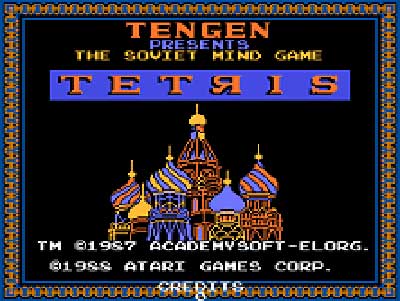 TENGEN
PRESENTS
THE SOVIET MIND GAME
TETЯIS
TM ©1987 ACADEMYSOFT-ELORG.
©1988 ATARI GAMES CORP.
CREDITS